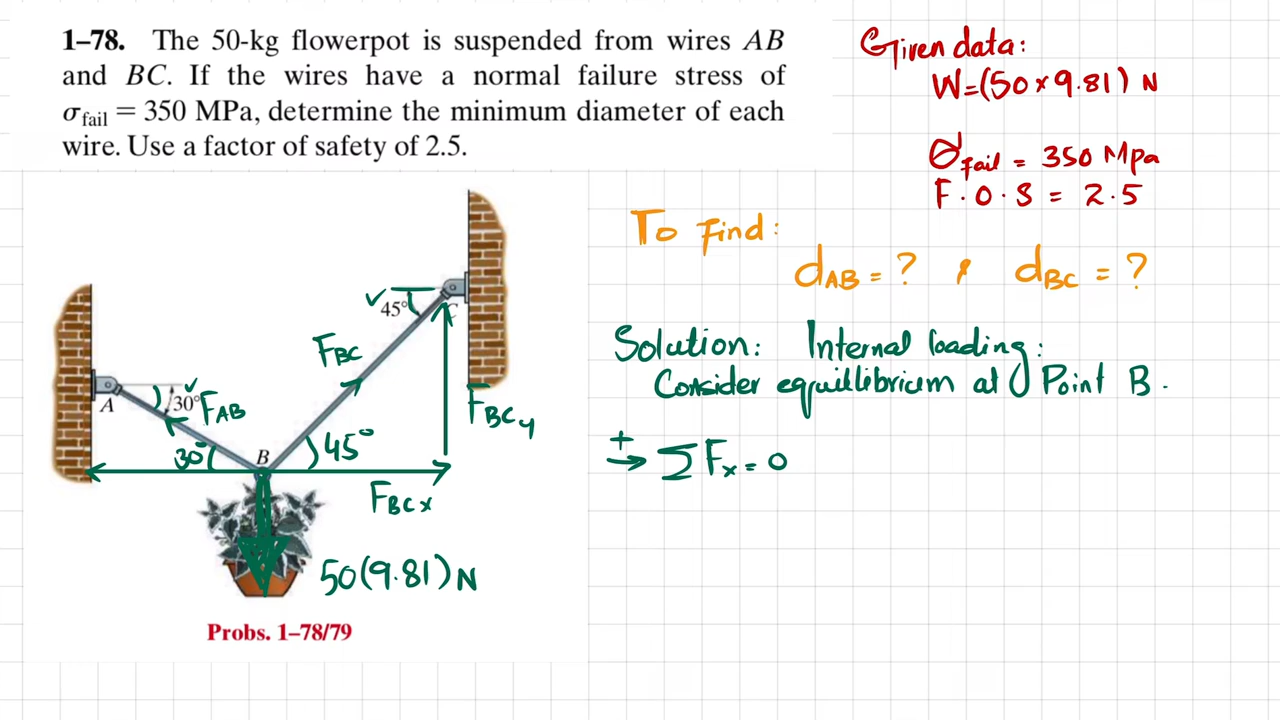 1–78. The 50-kg flowerpot is suspended from wires AB
and BC. If the wires have a normal failure stress of
σfail = 350 MPa, determine the minimum diameter of each
wire. Use a factor of safety of 2.5.
Given data:
W=(50×9.81) N
σfail = 350 Mpa
F.O.S = 2.5
To Find:
dAB = ? & dBC = ?
Solution: Internal loading:
Consider equillibrium at Point B.
+→ ΣFx = 0
45°
C
FBC
A
30°
FAB
FBCy
30°
B
45°
FBCx
50(9.81) N
Probs. 1–78/79